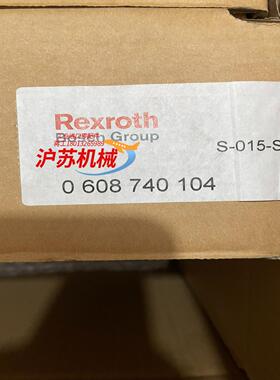 Rexroth
Bosch Group
S-015-S
沪苏机械
0 608 740 104